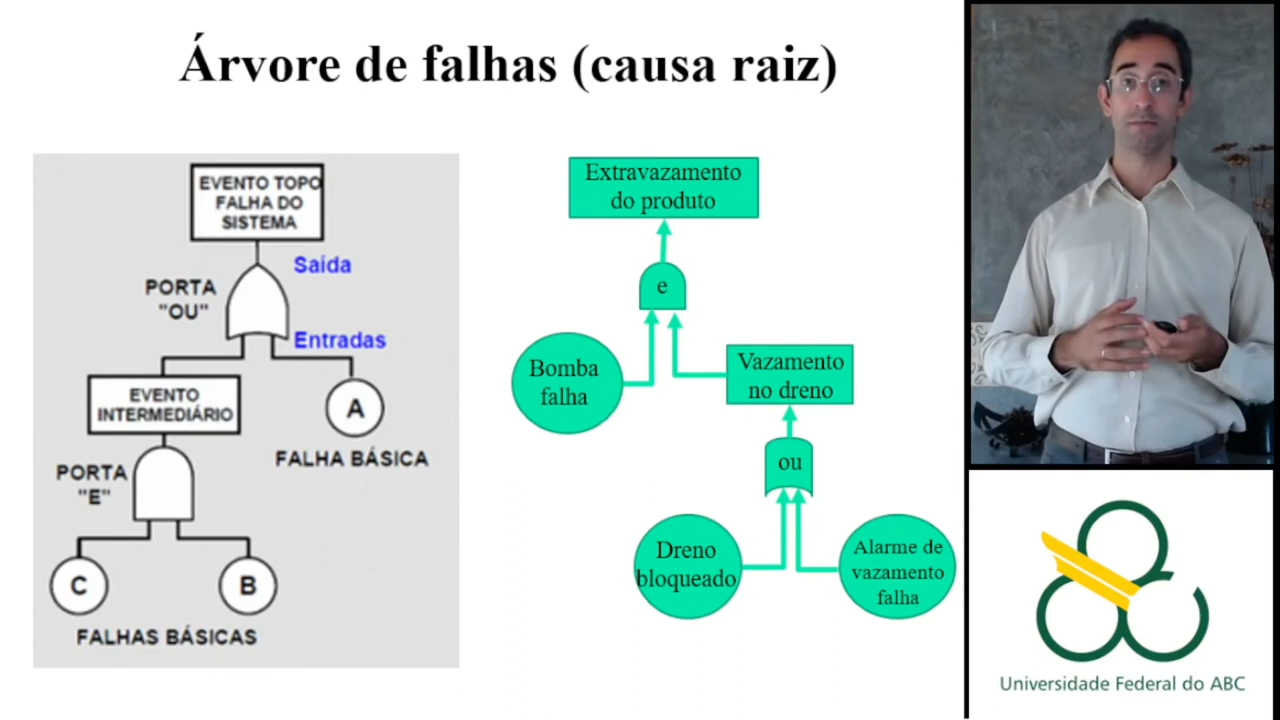 Árvore de falhas (causa raiz)
EVENTO TOPO
FALHA DO
SISTEMA
Saída
PORTA
"OU"
Entradas
EVENTO
INTERMEDIÁRIO
A
FALHA BÁSICA
PORTA
"E"
C
B
FALHAS BÁSICAS
Extravazamento
do produto
e
Bomba
falha
Vazamento
no dreno
ou
Dreno
bloqueado
Alarme de
vazamento
falha
Universidade Federal do ABC